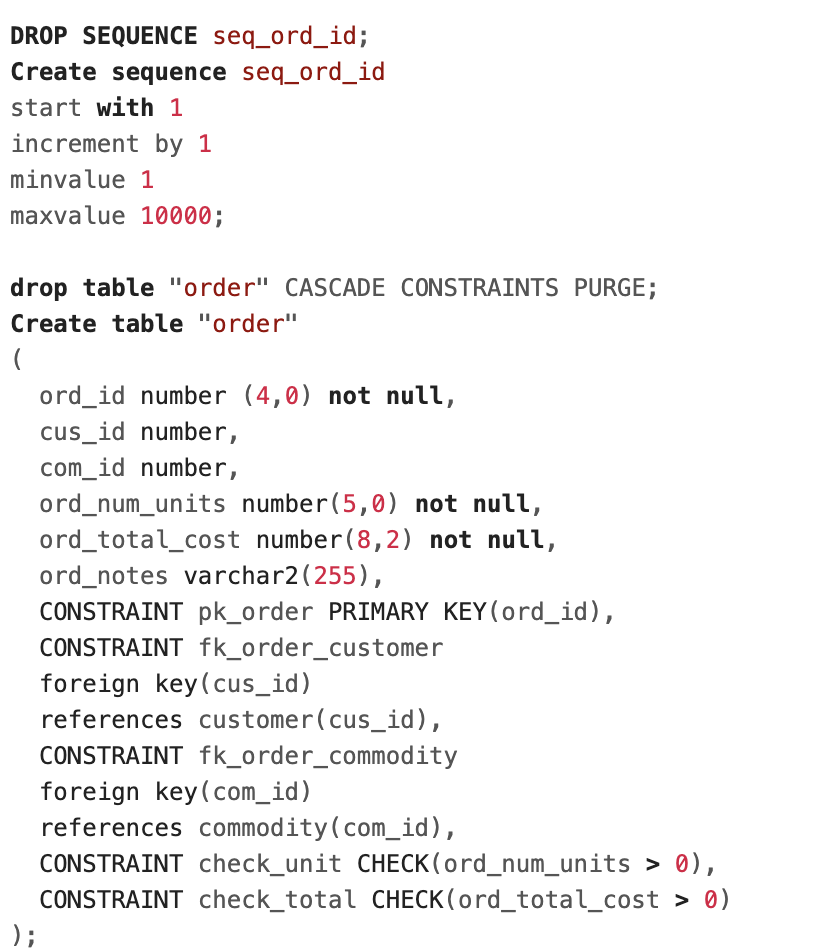 DROP SEQUENCE seq_ord_id;
Create sequence seq_ord_id
start with 1
increment by 1
minvalue 1
maxvalue 10000;

drop table "order" CASCADE CONSTRAINTS PURGE;
Create table "order"
(
  ord_id number (4,0) not null,
  cus_id number,
  com_id number,
  ord_num_units number(5,0) not null,
  ord_total_cost number(8,2) not null,
  ord_notes varchar2(255),
  CONSTRAINT pk_order PRIMARY KEY(ord_id),
  CONSTRAINT fk_order_customer
  foreign key(cus_id)
  references customer(cus_id),
  CONSTRAINT fk_order_commodity
  foreign key(com_id)
  references commodity(com_id),
  CONSTRAINT check_unit CHECK(ord_num_units > 0),
  CONSTRAINT check_total CHECK(ord_total_cost > 0)
);